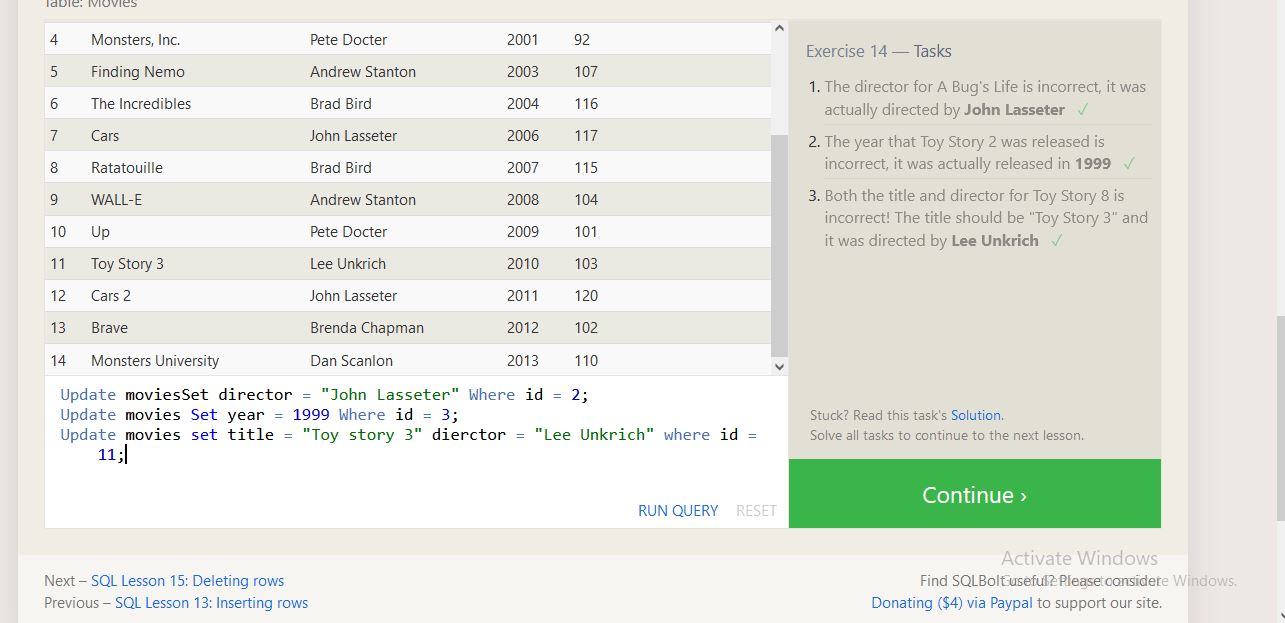 Table: Movies
4 Monsters, Inc. Pete Docter 2001 92
5 Finding Nemo Andrew Stanton 2003 107
6 The Incredibles Brad Bird 2004 116
7 Cars John Lasseter 2006 117
8 Ratatouille Brad Bird 2007 115
9 WALL-E Andrew Stanton 2008 104
10 Up Pete Docter 2009 101
11 Toy Story 3 Lee Unkrich 2010 103
12 Cars 2 John Lasseter 2011 120
13 Brave Brenda Chapman 2012 102
14 Monsters University Dan Scanlon 2013 110
Update moviesSet director = "John Lasseter" Where id = 2;
Update movies Set year = 1999 Where id = 3;
Update movies set title = "Toy story 3" dierctor = "Lee Unkrich" where id =
11;
RUN QUERY RESET
Exercise 14 — Tasks
1. The director for A Bug's Life is incorrect, it was
actually directed by John Lasseter ✓
2. The year that Toy Story 2 was released is
incorrect, it was actually released in 1999 ✓
3. Both the title and director for Toy Story 8 is
incorrect! The title should be "Toy Story 3" and
it was directed by Lee Unkrich ✓
Stuck? Read this task's Solution.
Solve all tasks to continue to the next lesson.
Continue ›
Next – SQL Lesson 15: Deleting rows
Previous – SQL Lesson 13: Inserting rows
Find SQLBolt useful? Please consider
Donating ($4) via Paypal to support our site.
Activate Windows
Go to Settings to activate Windows.